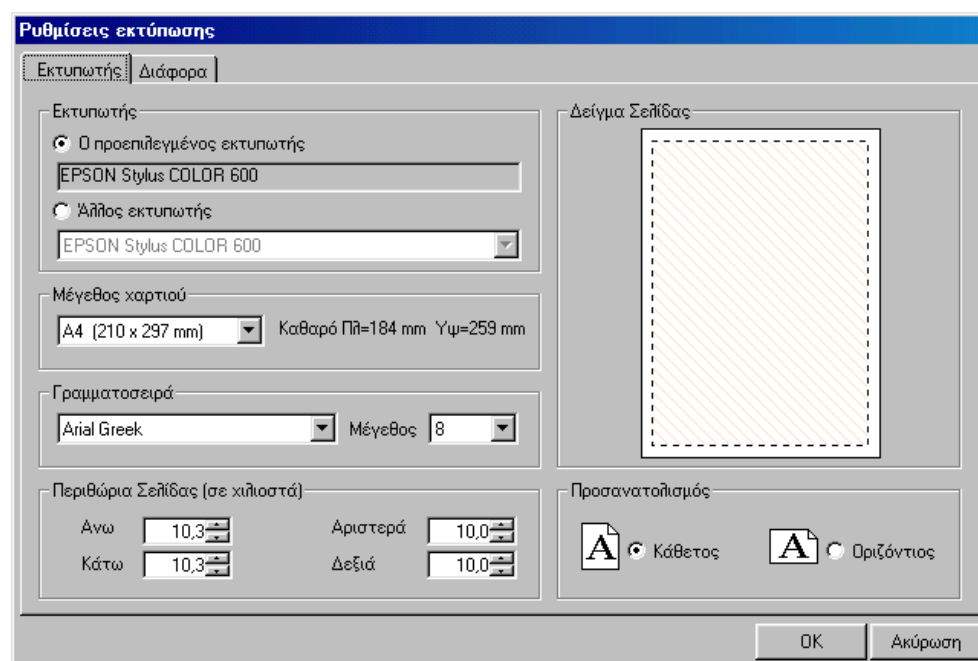 Ρυθμίσεις εκτύπωσης
Εκτυπωτής Διάφορα
Εκτυπωτής
Ο προεπιλεγμένος εκτυπωτής
EPSON Stylus COLOR 600
Άλλος εκτυπωτής
EPSON Stylus COLOR 600
Μέγεθος χαρτιού
A4 (210 x 297 mm) Καθαρό Πλ=184 mm Υψ=259 mm
Γραμματοσειρά
Arial Greek Μέγεθος 8
Περιθώρια Σελίδας (σε χιλιοστά)
Ανω 10,3 Αριστερά 10,0
Κάτω 10,3 Δεξιά 10,0
Δείγμα Σελίδας
Προσανατολισμός
A Κάθετος A Οριζόντιος
OK Ακύρωση